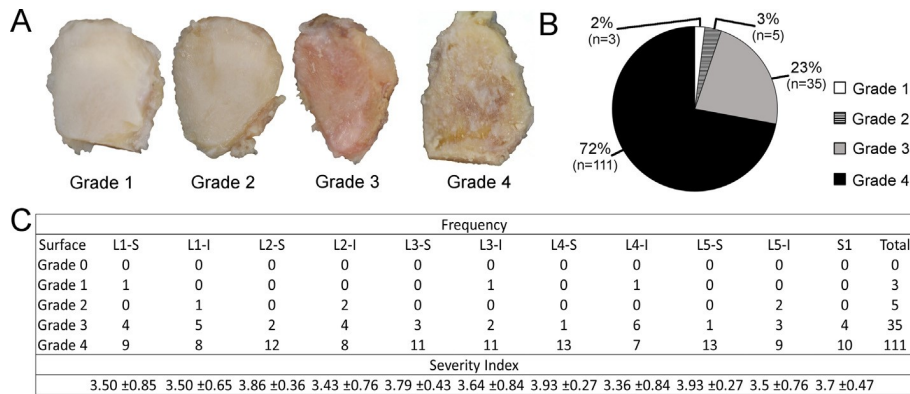 A
Grade 1 Grade 2 Grade 3 Grade 4
B
2%
(n=3)
3%
(n=5)
23%
(n=35)
72%
(n=111)
Grade 1
Grade 2
Grade 3
Grade 4
C
Frequency
Surface L1-S L1-I L2-S L2-I L3-S L3-I L4-S L4-I L5-S L5-I S1 Total
Grade 0 0 0 0 0 0 0 0 0 0 0 0 0
Grade 1 1 0 0 0 0 1 0 1 0 0 0 3
Grade 2 0 1 0 2 0 0 0 0 0 2 0 5
Grade 3 4 5 2 4 3 2 1 6 1 3 4 35
Grade 4 9 8 12 8 11 11 13 7 13 9 10 111
Severity Index
3.50 ±0.85 3.50 ±0.65 3.86 ±0.36 3.43 ±0.76 3.79 ±0.43 3.64 ±0.84 3.93 ±0.27 3.36 ±0.84 3.93 ±0.27 3.5 ±0.76 3.7 ±0.47